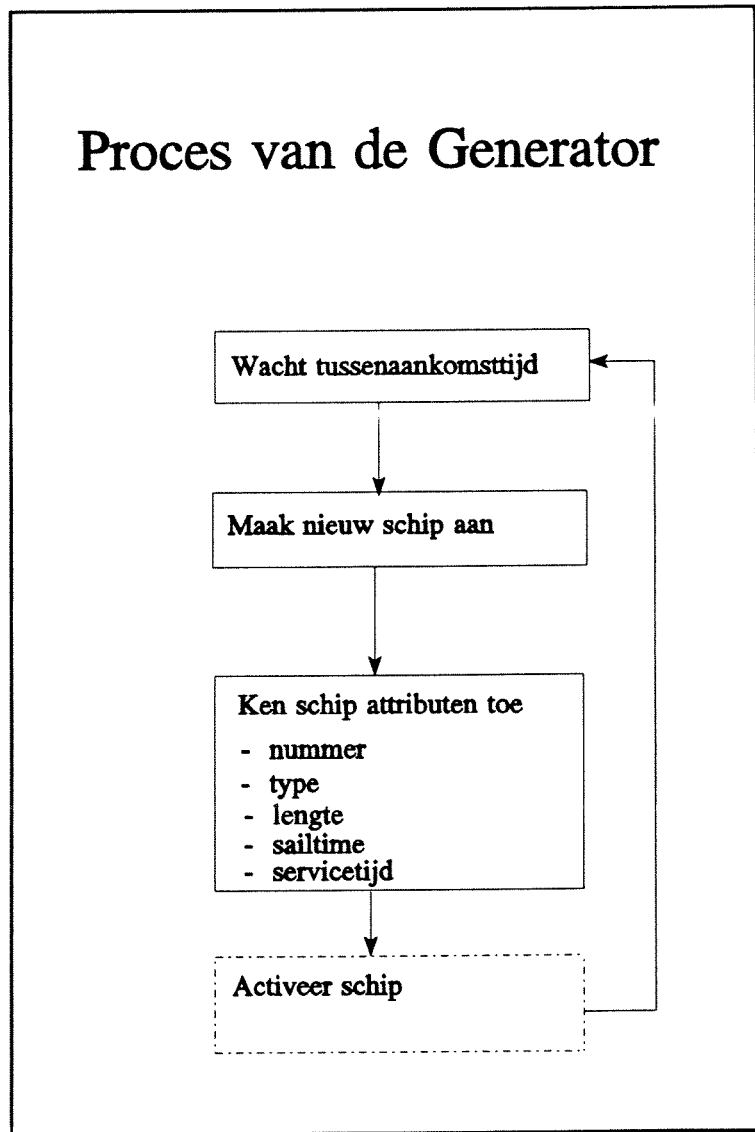 Proces van de Generator
Wacht tussenaankomsttijd
Maak nieuw schip aan
Ken schip attributen toe
- nummer
- type
- lengte
- sailtime
- servicetijd
Activeer schip